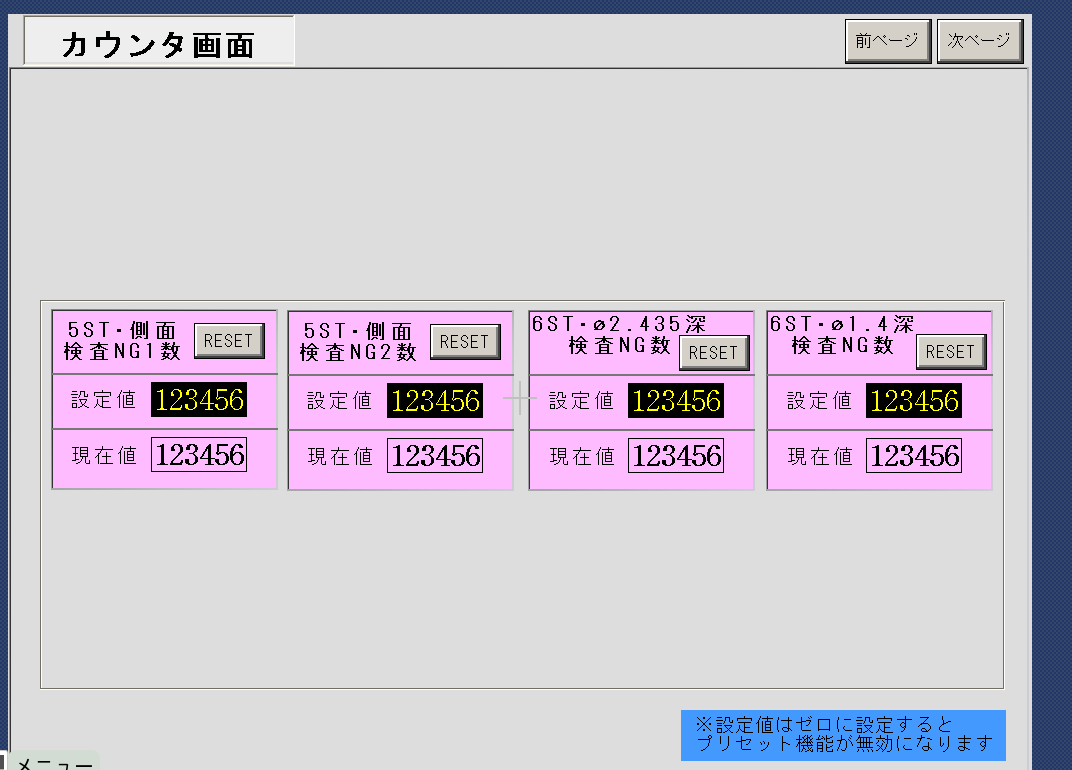 カウンタ画面
前ページ
次ページ
5ST・側面
検査NG1数
RESET
設定値 123456
現在値 123456
5ST・側面
検査NG2数
RESET
設定値 123456
現在値 123456
6ST・ø2.435深
検査NG数
RESET
設定値 123456
現在値 123456
6ST・ø1.4深
検査NG数
RESET
設定値 123456
現在値 123456
※設定値はゼロに設定すると
プリセット機能が無効になります
メニュー